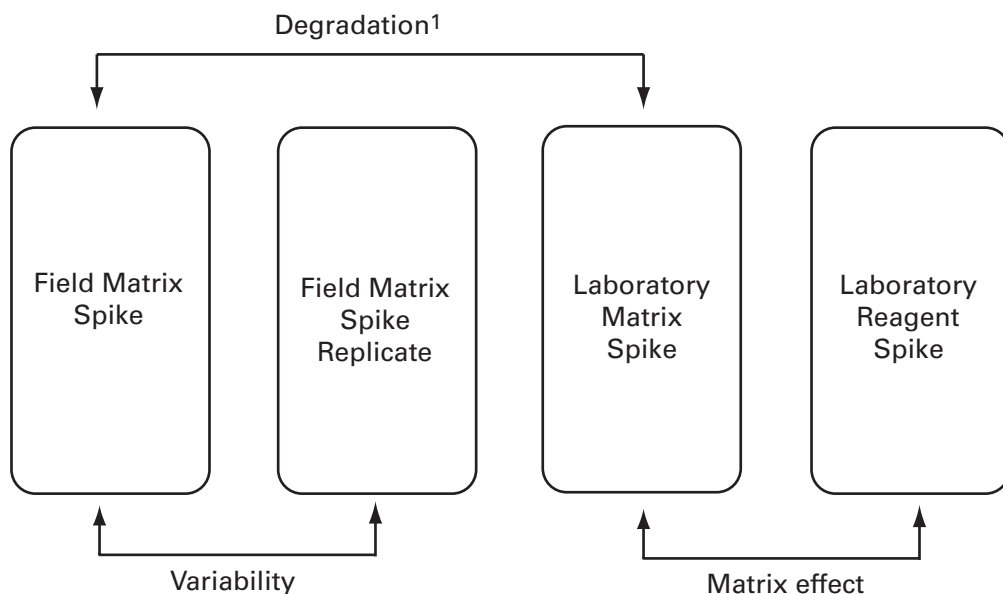 Degradation¹
Field Matrix
Spike
Field Matrix
Spike
Replicate
Laboratory
Matrix
Spike
Laboratory
Reagent
Spike
Variability
Matrix effect